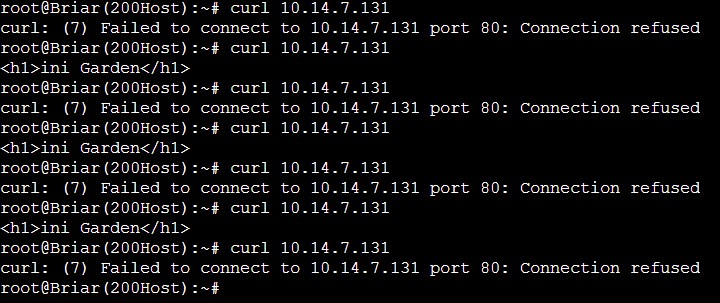 root@Briar(200Host):~# curl 10.14.7.131
curl: (7) Failed to connect to 10.14.7.131 port 80: Connection refused
root@Briar(200Host):~# curl 10.14.7.131
<h1>ini Garden</h1>
root@Briar(200Host):~# curl 10.14.7.131
curl: (7) Failed to connect to 10.14.7.131 port 80: Connection refused
root@Briar(200Host):~# curl 10.14.7.131
<h1>ini Garden</h1>
root@Briar(200Host):~# curl 10.14.7.131
curl: (7) Failed to connect to 10.14.7.131 port 80: Connection refused
root@Briar(200Host):~# curl 10.14.7.131
<h1>ini Garden</h1>
root@Briar(200Host):~# curl 10.14.7.131
curl: (7) Failed to connect to 10.14.7.131 port 80: Connection refused
root@Briar(200Host):~#